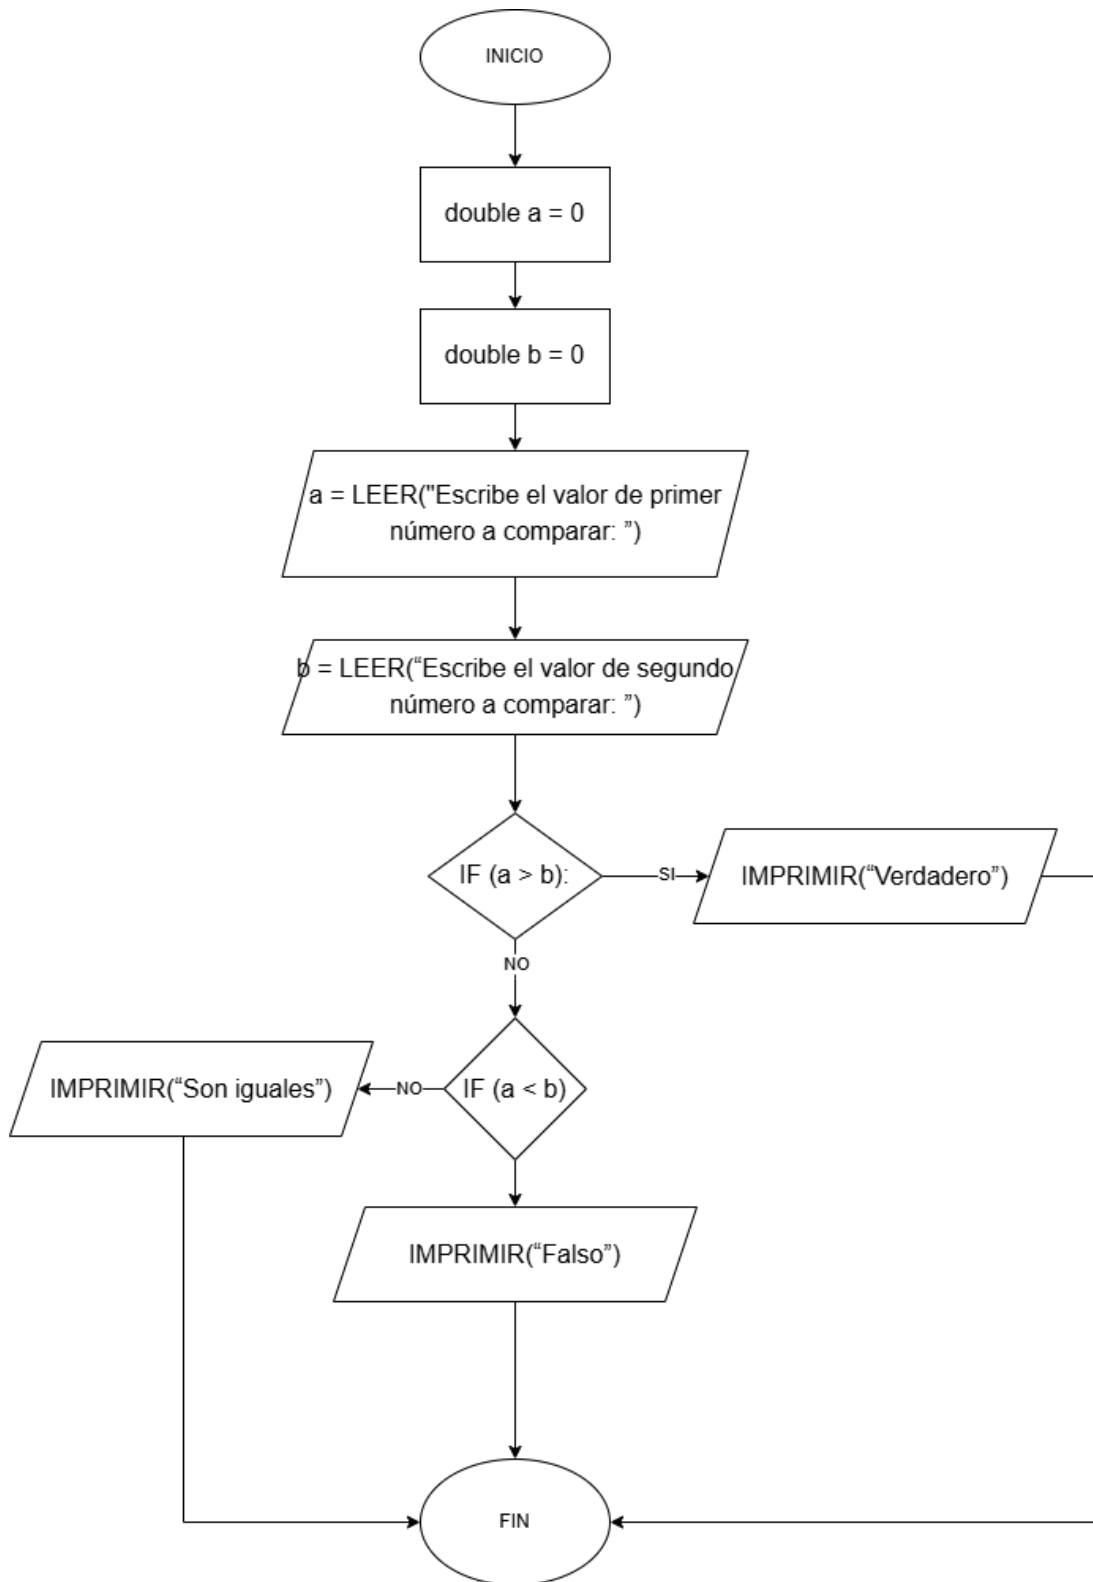 INICIO
double a = 0
double b = 0
a = LEER("Escribe el valor de primer
número a comparar: ”)
b = LEER(“Escribe el valor de segundo
número a comparar: ”)
IF (a > b):
SI
IMPRIMIR(“Verdadero”)
NO
IMPRIMIR(“Son iguales”)
NO
IF (a < b)
IMPRIMIR(“Falso”)
FIN